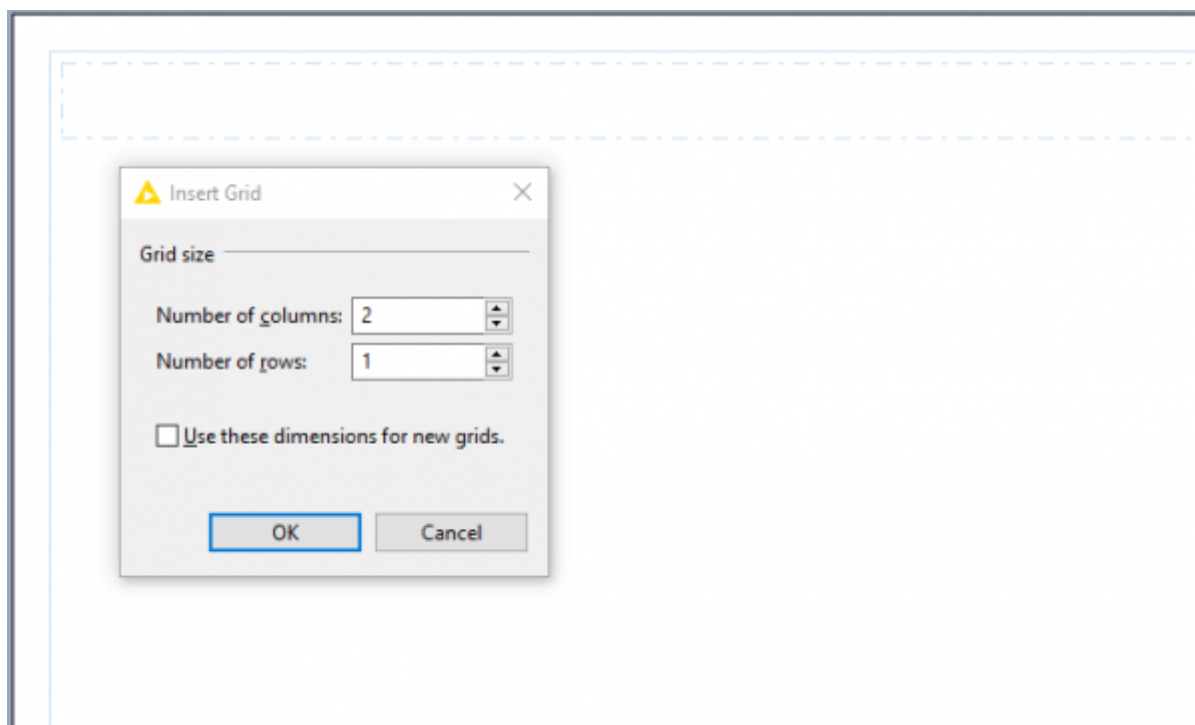 Insert Grid
Grid size
Number of columns: 2
Number of rows: 1
Use these dimensions for new grids.
OK Cancel